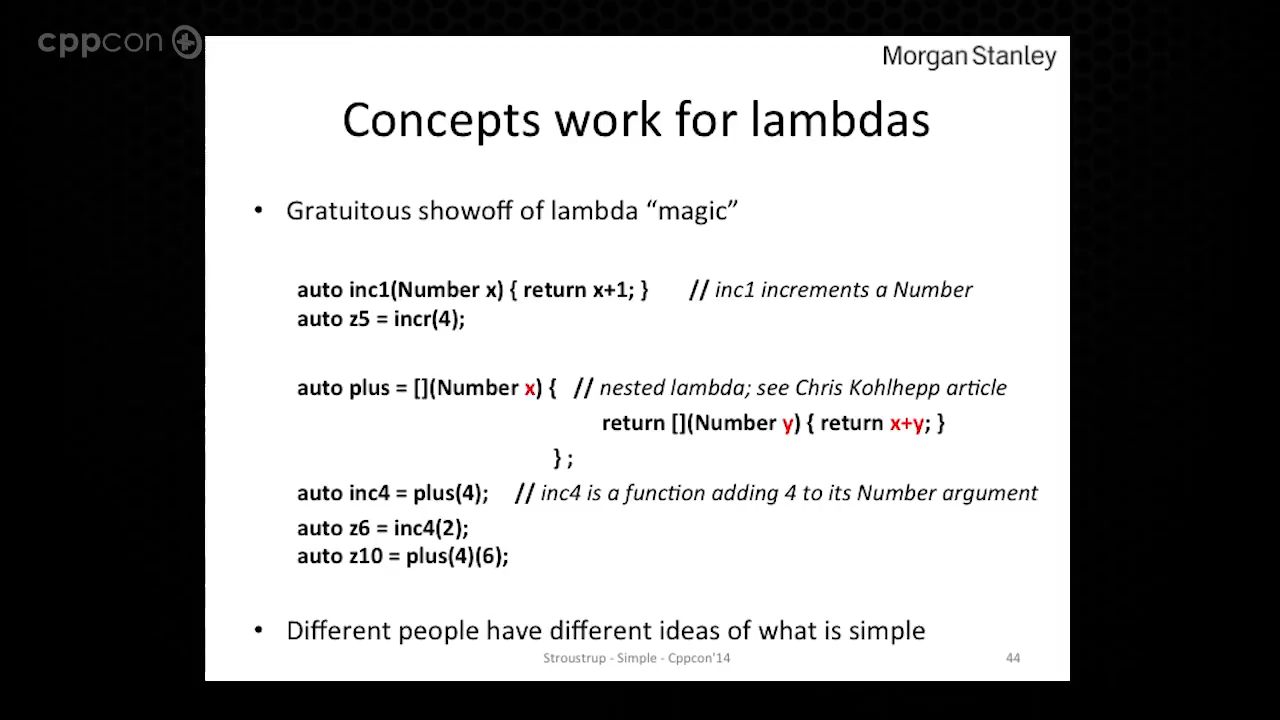 cppcon
Morgan Stanley
Concepts work for lambdas
• Gratuitous showoff of lambda “magic”
auto inc1(Number x) { return x+1; } // inc1 increments a Number
auto z5 = incr(4);
auto plus = [](Number x) { // nested lambda; see Chris Kohlhepp article
return [](Number y) { return x+y; }
} ;
auto inc4 = plus(4); // inc4 is a function adding 4 to its Number argument
auto z6 = inc4(2);
auto z10 = plus(4)(6);
• Different people have different ideas of what is simple
Stroustrup - Simple - Cppcon'14 44